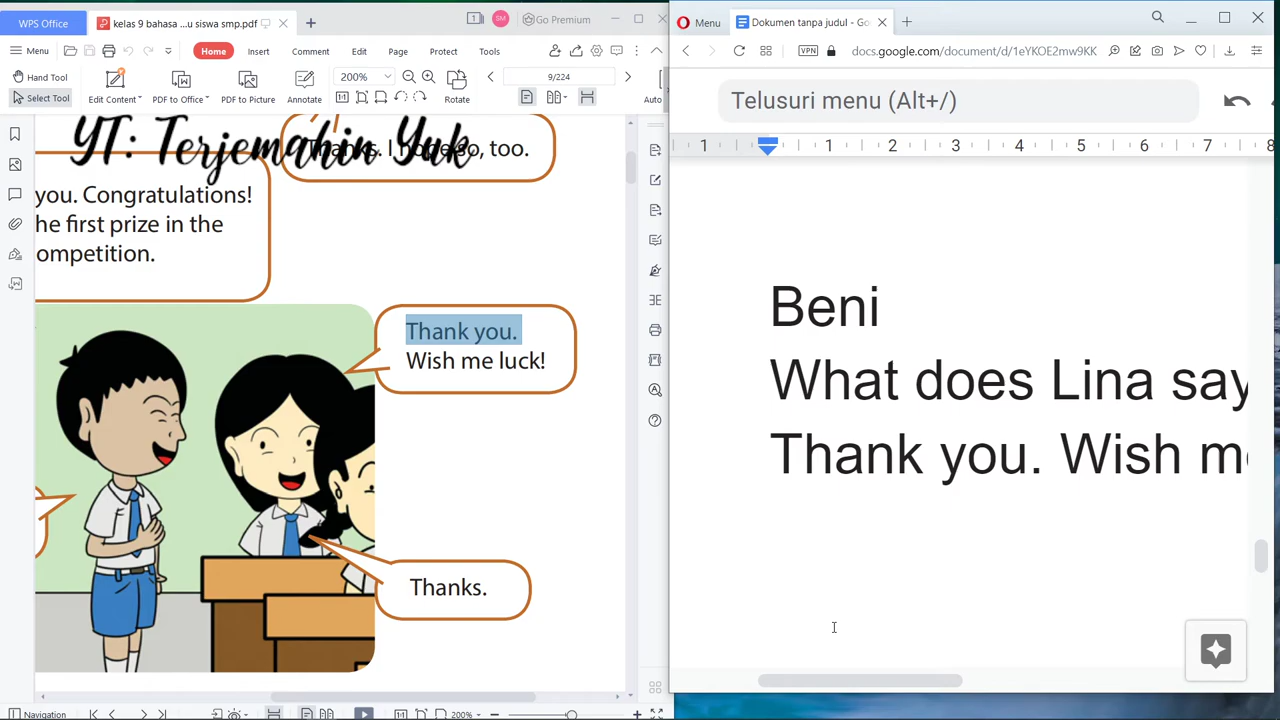 WPS Office
kelas 9 bahasa ...u siswa smp.pdf
SM
Go Premium
Menu
Home
Insert
Comment
Edit
Page
Protect
Tools
Hand Tool
Select Tool
Edit Content
PDF to Office
PDF to Picture
Annotate
200%
Rotate
9/224
Auto
YT: Terjemahin Yuk
Thanks. I hope so, too.
you. Congratulations!
he first prize in the
ompetition.
Thank you.
Wish me luck!
Thanks.
Navigation
200%
Menu
Dokumen tanpa judul - Go
VPN
docs.google.com/document/d/1eYKOE2mw9KK
Telusuri menu (Alt+/)
1 1 2 3 4 5 6 7 8
Beni
What does Lina say
Thank you. Wish me